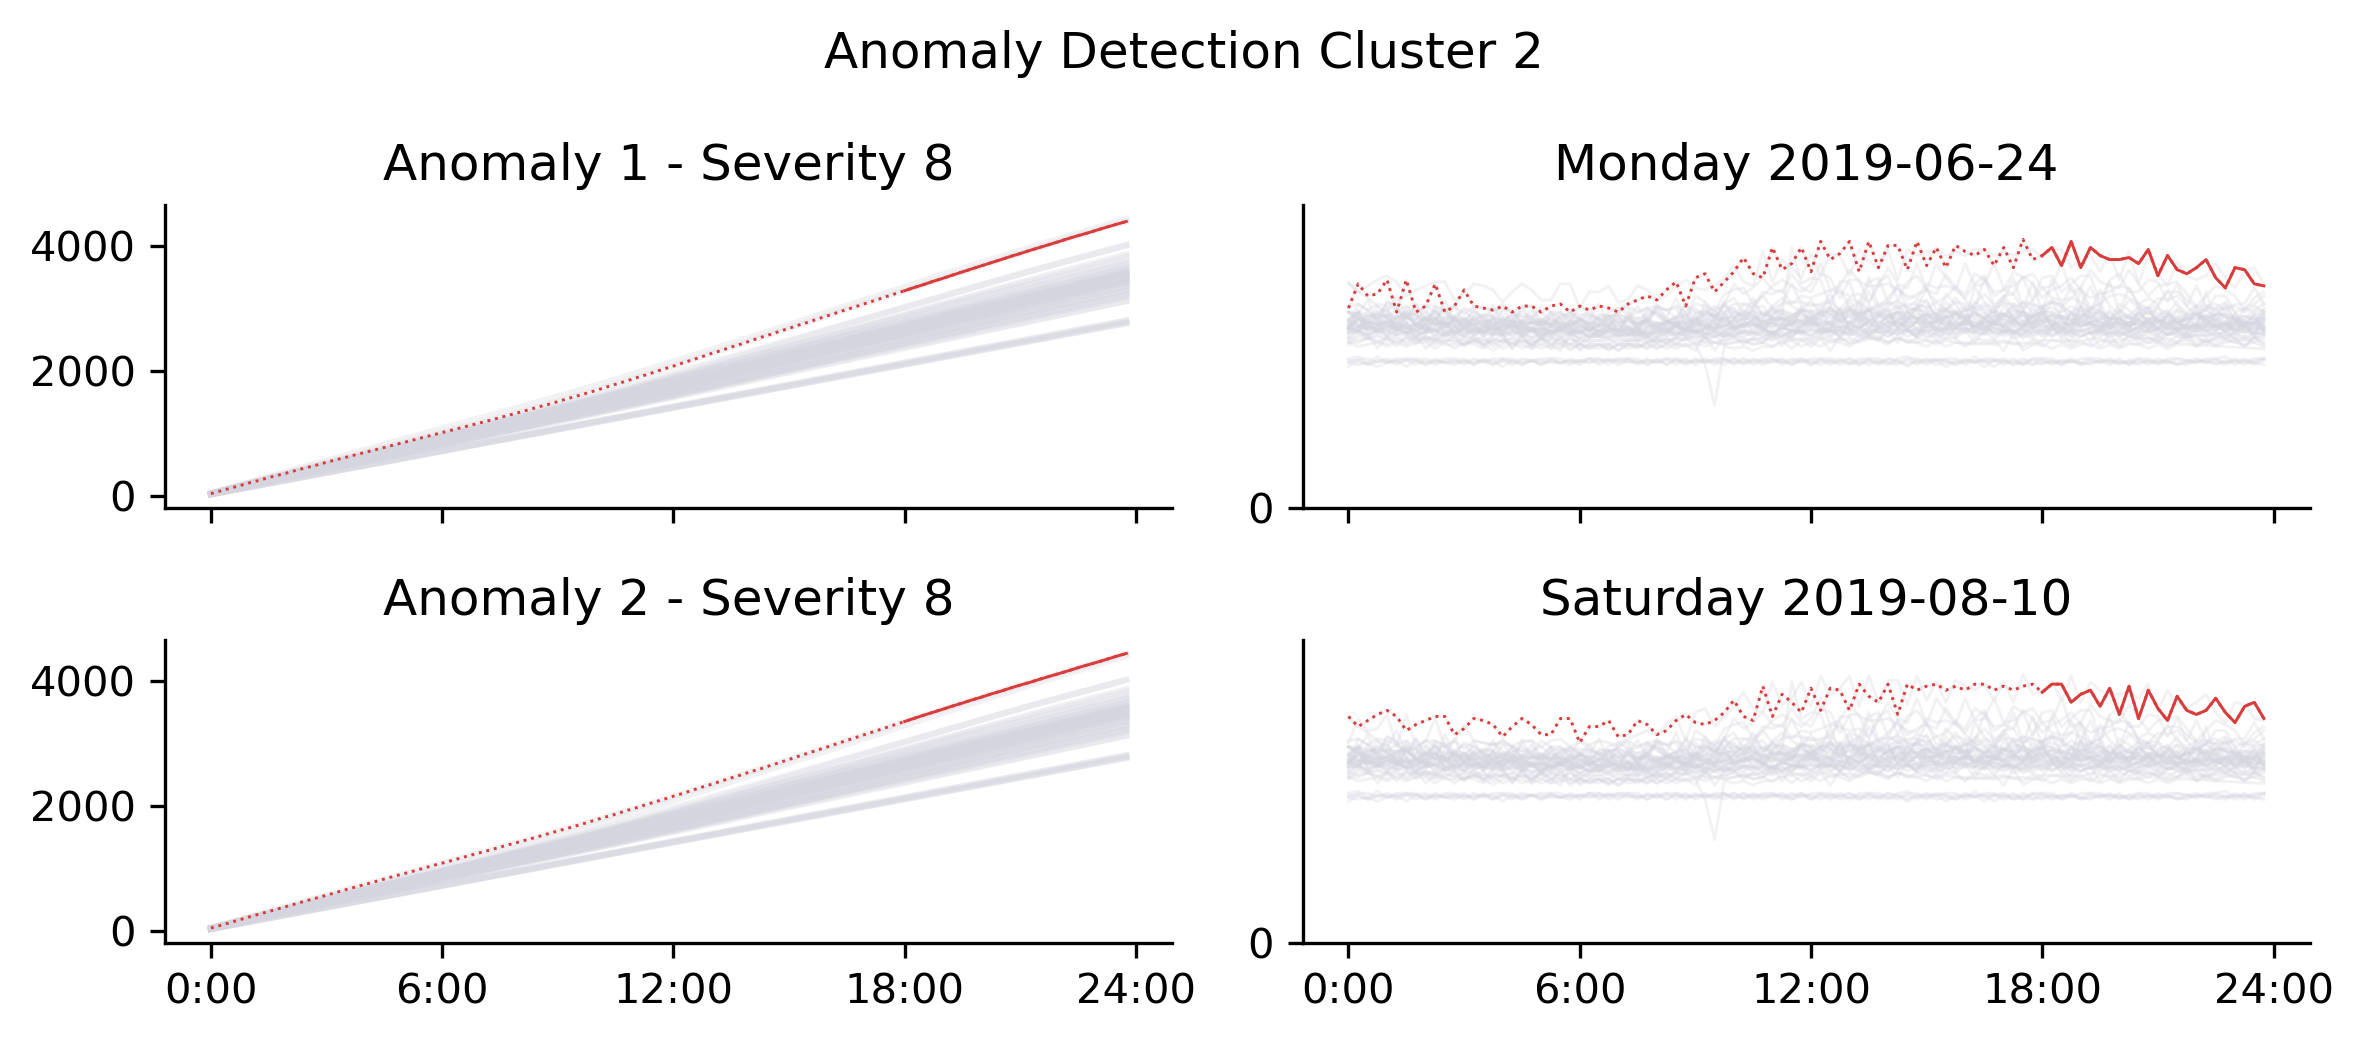 Anomaly Detection Cluster 2
Anomaly 1 - Severity 8
Monday 2019-06-24
4000
2000
0
0
Anomaly 2 - Severity 8
Saturday 2019-08-10
4000
2000
0
0
0:00 6:00 12:00 18:00 24:00
0:00 6:00 12:00 18:00 24:00